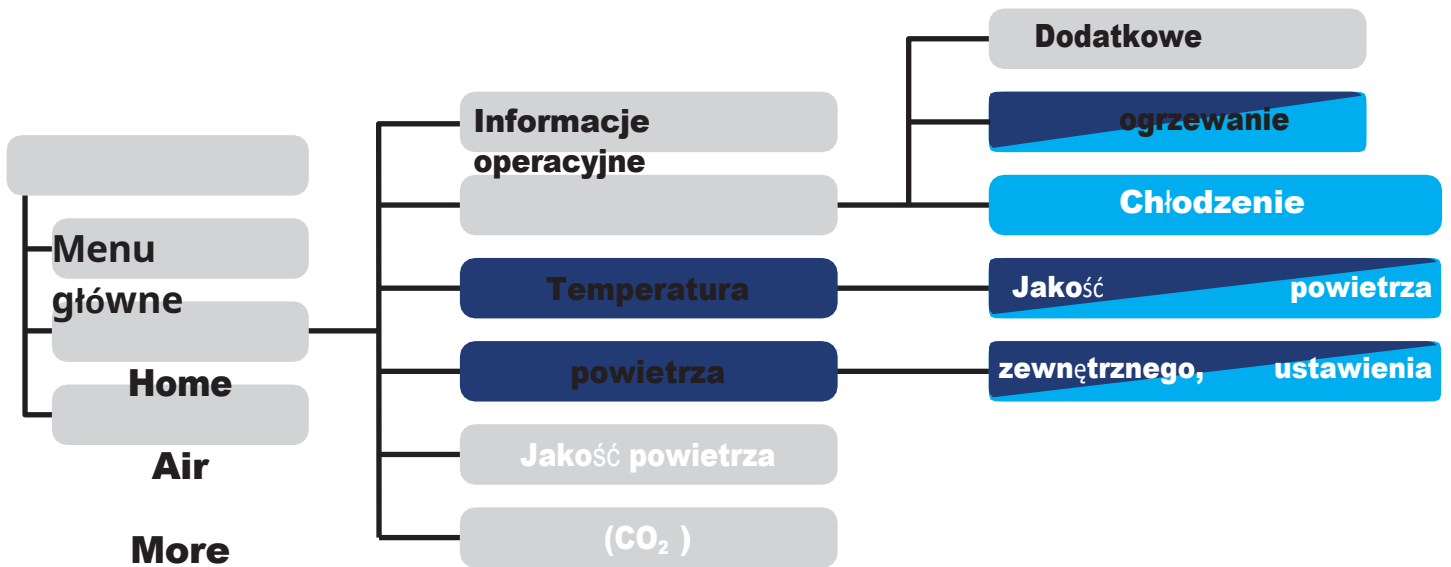 Menu
główne
Home
Air
More
Informacje
operacyjne
Temperatura
powietrza
Jakość powietrza
(CO₂ )
Dodatkowe
ogrzewanie
Chłodzenie
Jakość powietrza
zewnętrznego, ustawienia